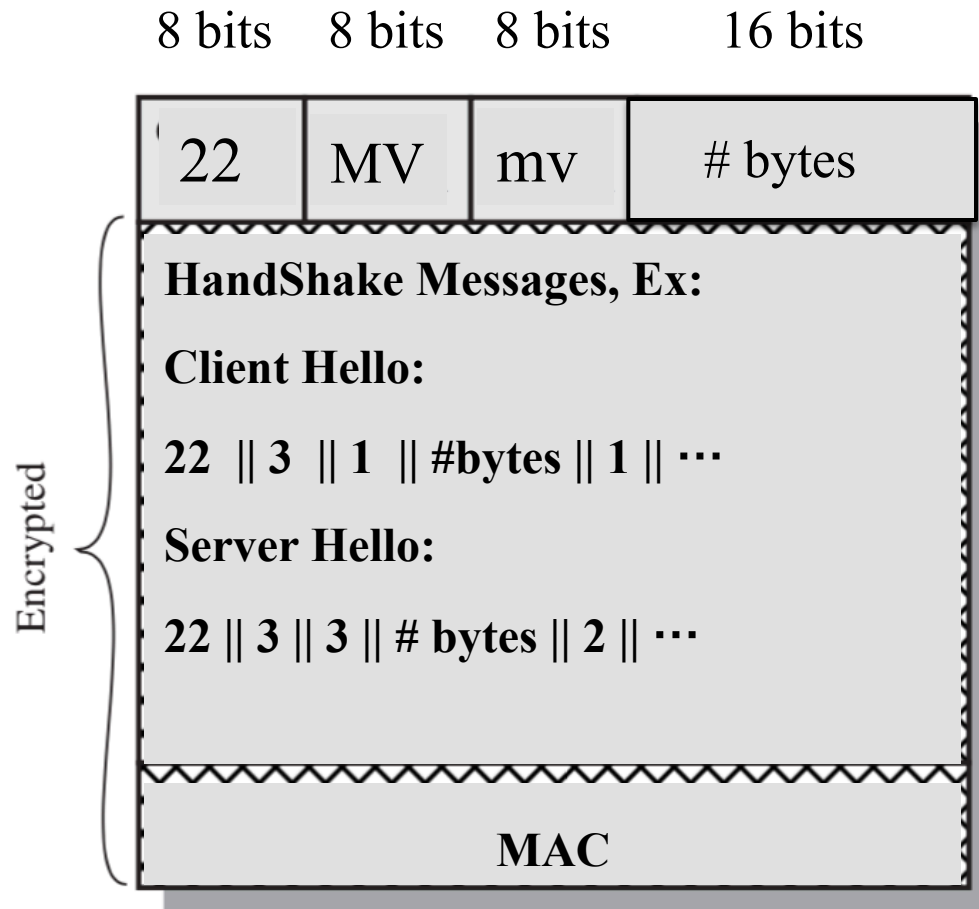 8 bits 8 bits 8 bits 16 bits
22 MV mv # bytes
HandShake Messages, Ex:
Client Hello:
22 || 3 || 1 || #bytes || 1 || ⋯
Server Hello:
22 || 3 || 3 || # bytes || 2 || ⋯
Encrypted
MAC